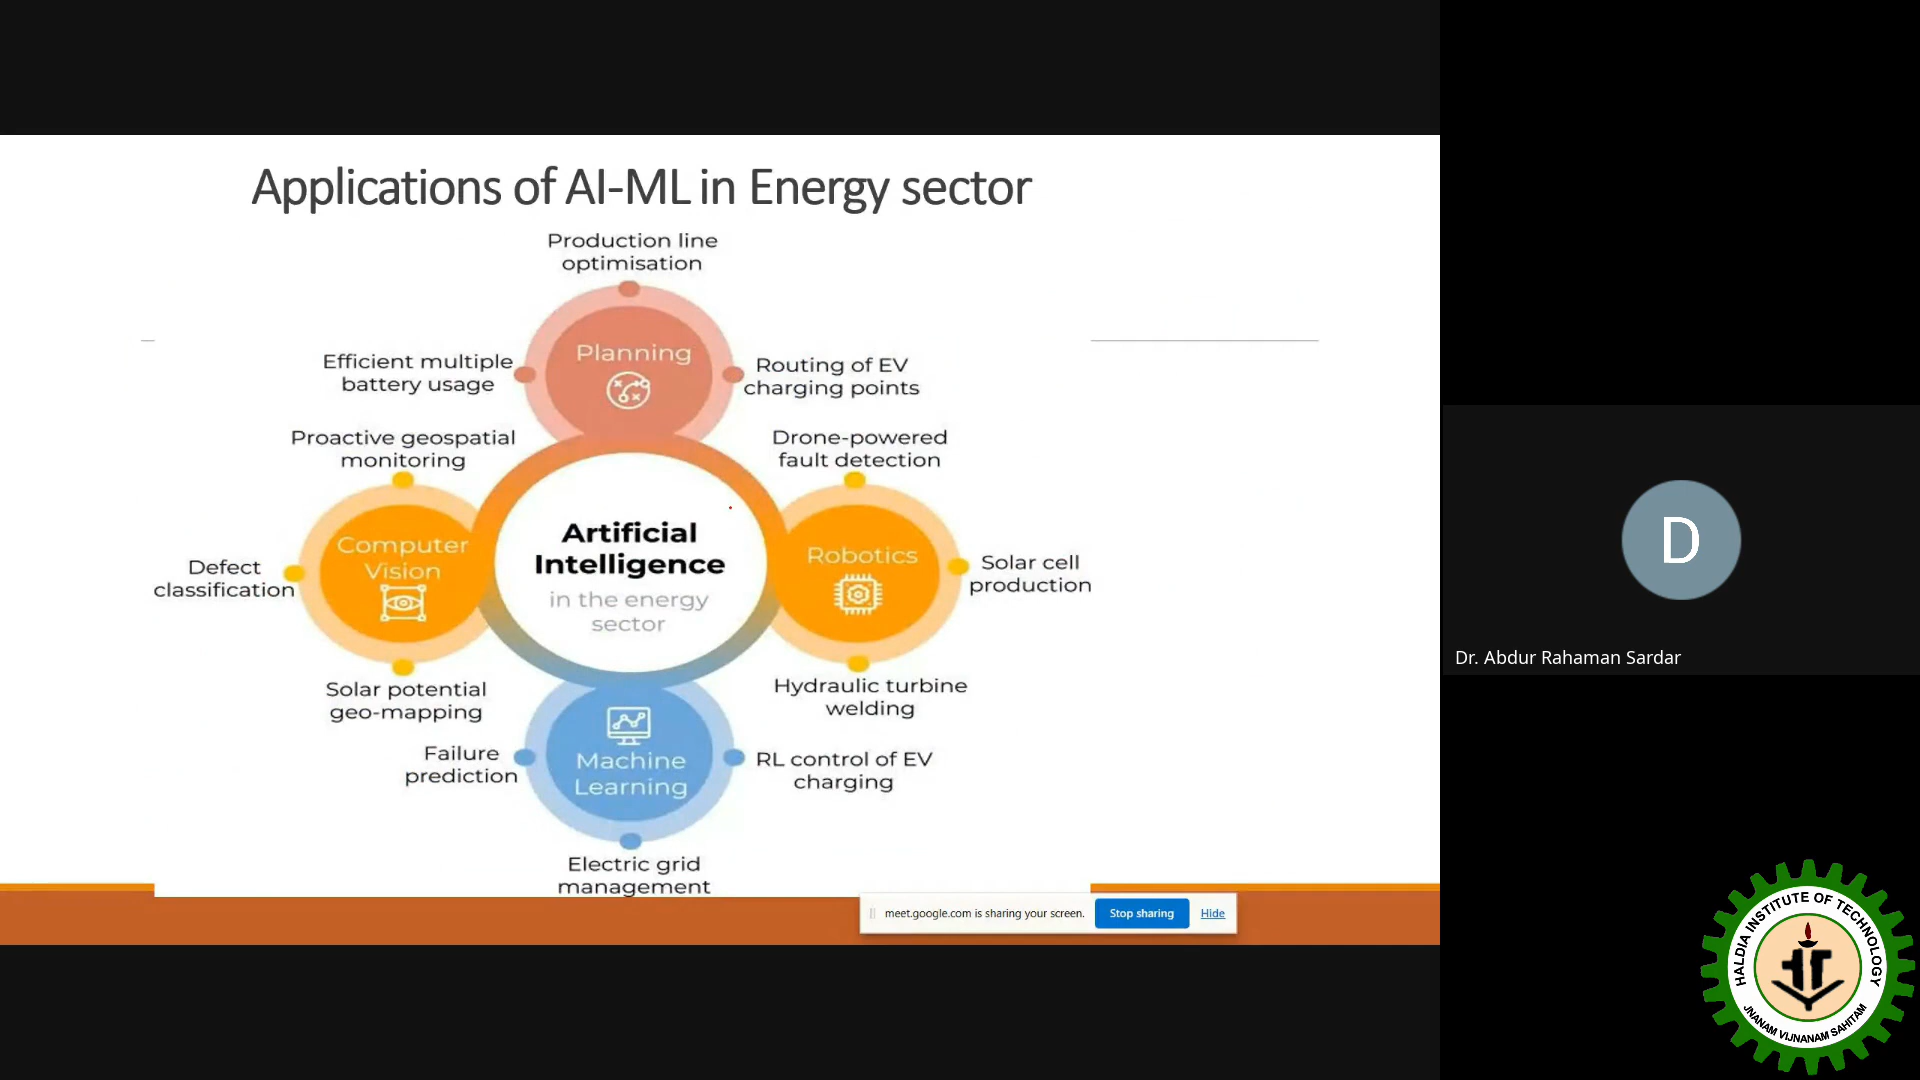 Applications of AI-ML in Energy sector
Production line
optimisation
Planning
Efficient multiple
battery usage
Routing of EV
charging points
Proactive geospatial
monitoring
Drone-powered
fault detection
Computer
Vision
Defect
classification
Artificial
Intelligence
in the energy
sector
Robotics
Solar cell
production
Solar potential
geo-mapping
Hydraulic turbine
welding
Failure
prediction
Machine
Learning
RL control of EV
charging
Electric grid
management
meet.google.com is sharing your screen.
Stop sharing
Hide
D
Dr. Abdur Rahaman Sardar
HALDIA INSTITUTE OF TECHNOLOGY
JNANAM VIJNANAM SAHITAM